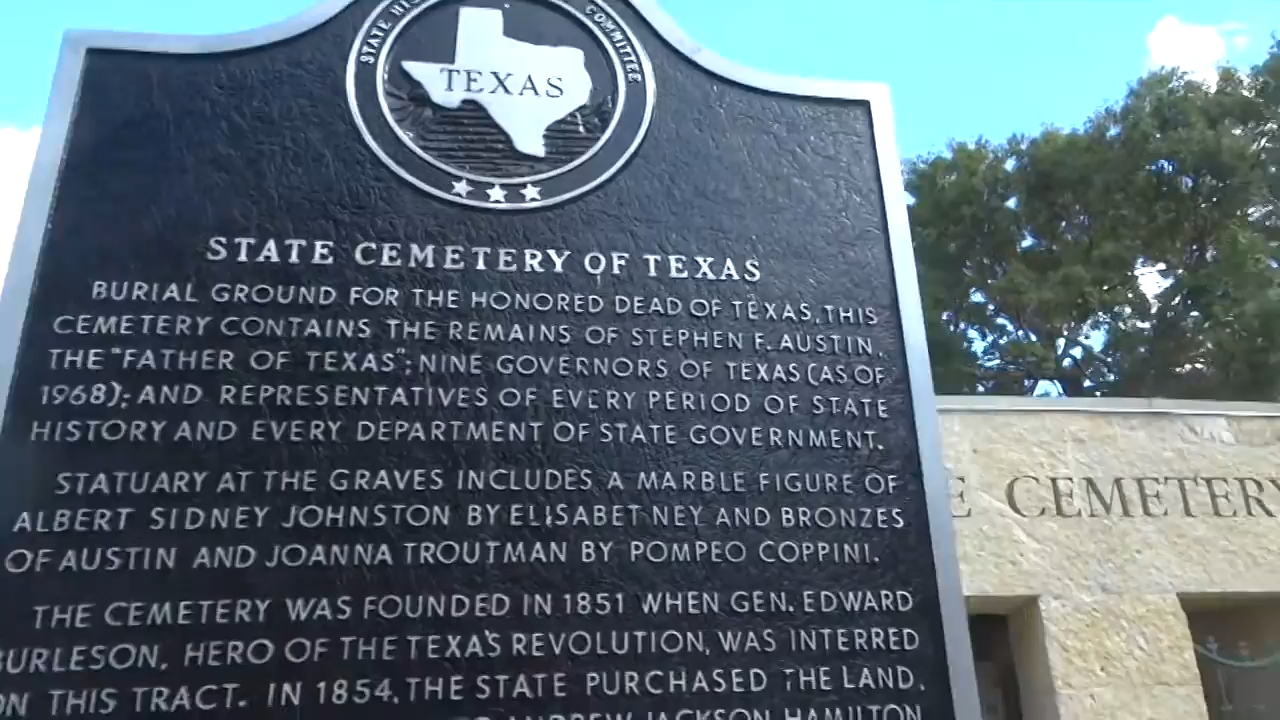 STATE HIS
COMMITTEE
TEXAS
STATE CEMETERY OF TEXAS
BURIAL GROUND FOR THE HONORED DEAD OF TEXAS, THIS
CEMETERY CONTAINS THE REMAINS OF STEPHEN F. AUSTIN,
THE "FATHER OF TEXAS"; NINE GOVERNORS OF TEXAS (AS OF
1968); AND REPRESENTATIVES OF EVERY PERIOD OF STATE
HISTORY AND EVERY DEPARTMENT OF STATE GOVERNMENT.
STATUARY AT THE GRAVES INCLUDES A MARBLE FIGURE OF
ALBERT SIDNEY JOHNSTON BY ELISABET NEY AND BRONZES
OF AUSTIN AND JOANNA TROUTMAN BY POMPEO COPPINI.
THE CEMETERY WAS FOUNDED IN 1851 WHEN GEN. EDWARD
BURLESON, HERO OF THE TEXAS REVOLUTION, WAS INTERRED
ON THIS TRACT. IN 1854, THE STATE PURCHASED THE LAND.
ANDREW JACKSON HAMILTON
E CEMETERY